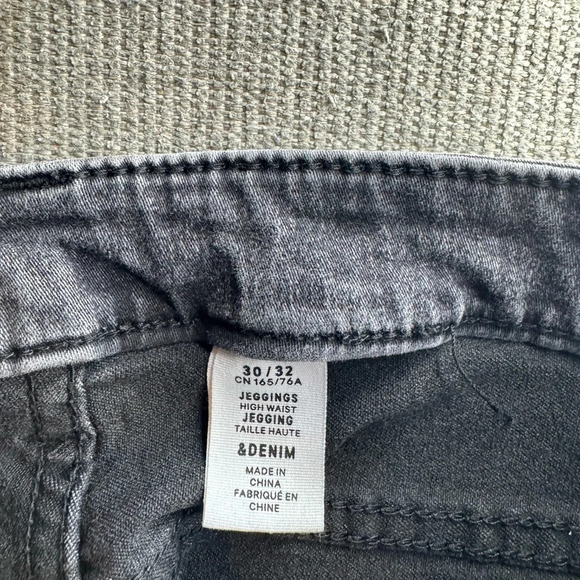 30/32
CN 165/76A
JEGGINGS
HIGH WAIST
JEGGING
TAILLE HAUTE
&DENIM
MADE IN
CHINA
FABRIQUÉ EN
CHINE